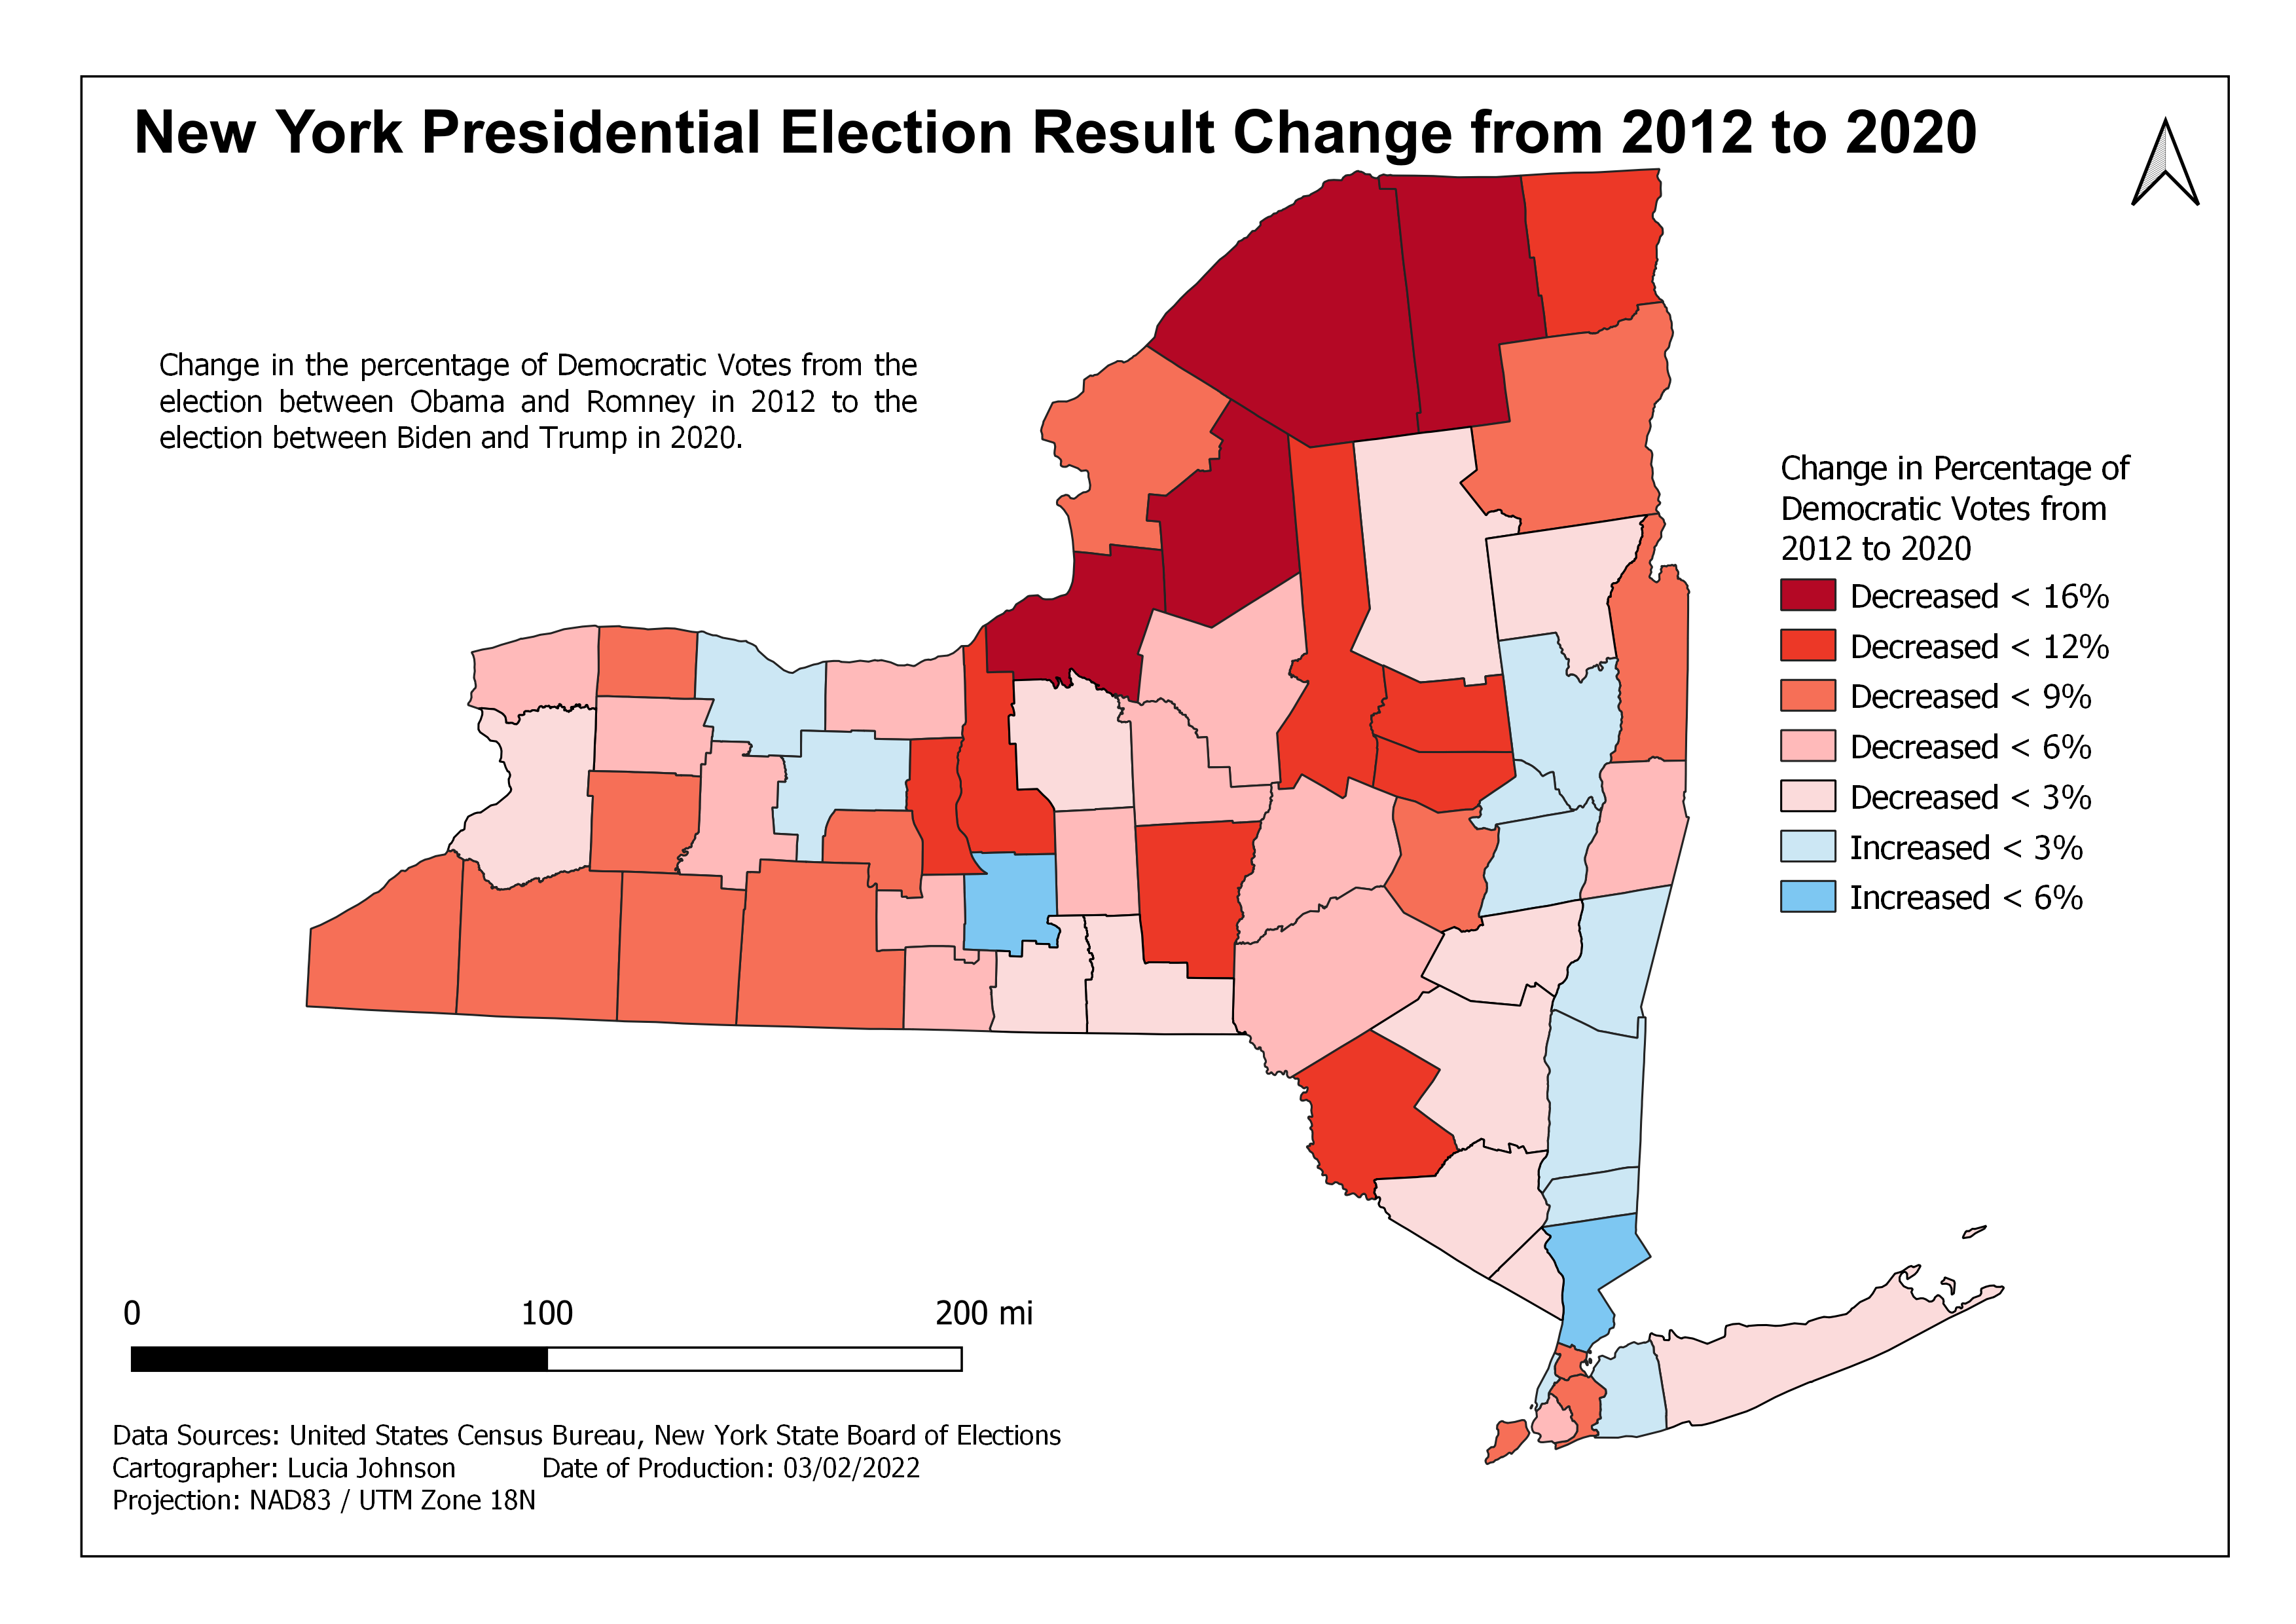 New York Presidential Election Result Change from 2012 to 2020
Change in the percentage of Democratic Votes from the
election between Obama and Romney in 2012 to the
election between Biden and Trump in 2020.
Change in Percentage of
Democratic Votes from
2012 to 2020
Decreased < 16%
Decreased < 12%
Decreased < 9%
Decreased < 6%
Decreased < 3%
Increased < 3%
Increased < 6%
0 100 200 mi
Data Sources: United States Census Bureau, New York State Board of Elections
Cartographer: Lucia Johnson Date of Production: 03/02/2022
Projection: NAD83 / UTM Zone 18N